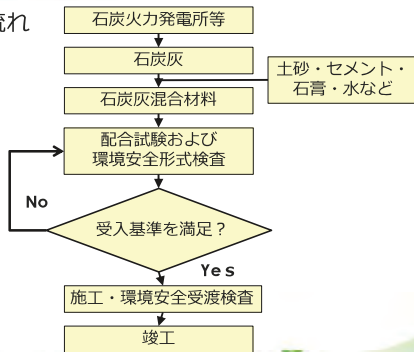 流れ
石炭火力発電所等
石炭灰
土砂・セメント・
石膏・水など
石炭灰混合材料
配合試験および
環境安全形式検査
No
受入基準を満足？
Yes
施工・環境安全受渡検査
竣工